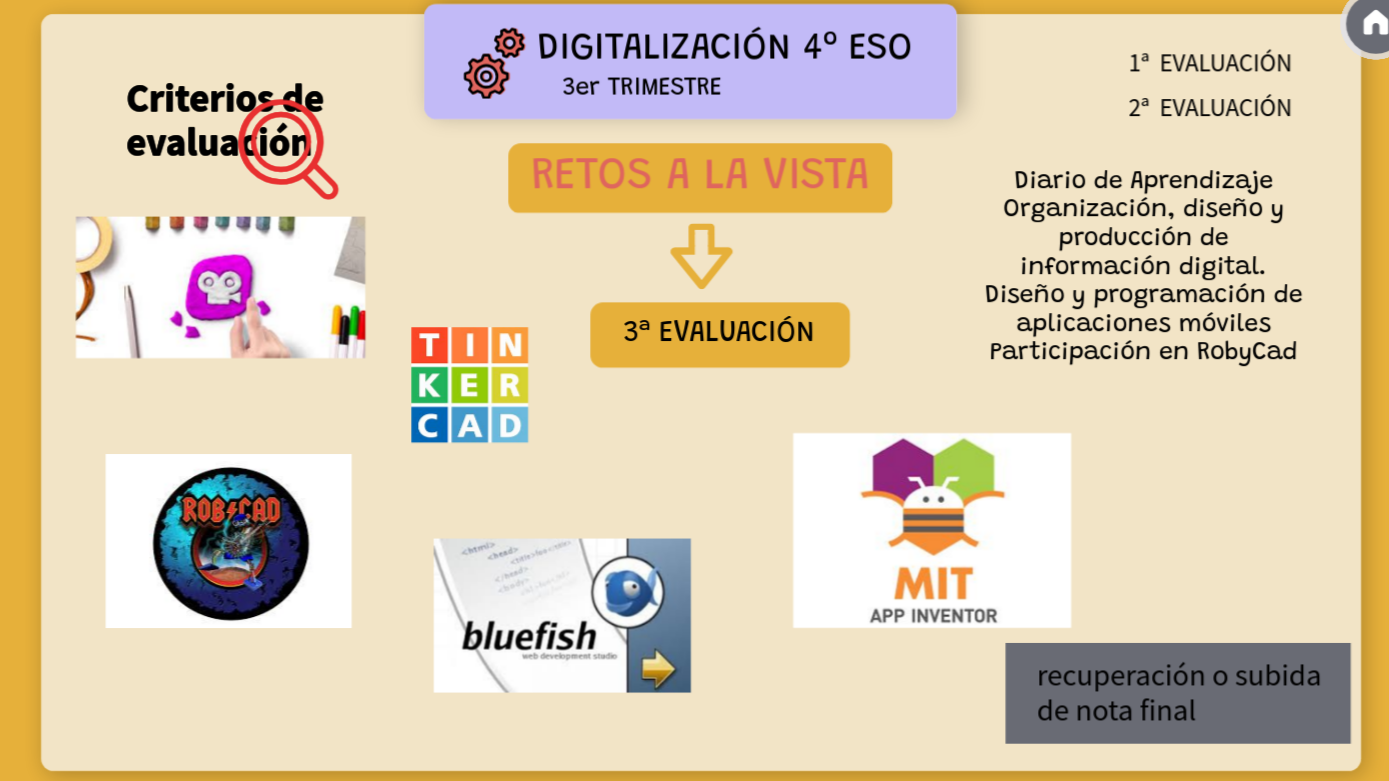 DIGITALIZACIÓN 4º ESO
3er TRIMESTRE
1ª EVALUACIÓN
2ª EVALUACIÓN
Criterios de
evaluación
RETOS A LA VISTA
3ª EVALUACIÓN
Diario de Aprendizaje
Organización, diseño y
producción de
información digital.
Diseño y programación de
aplicaciones móviles
Participación en RobyCad
TIN
KER
CAD
ROByCAD
<html>
<head>
</head>
<body>
bluefish
web development studio
MIT
APP INVENTOR
recuperación o subida
de nota final